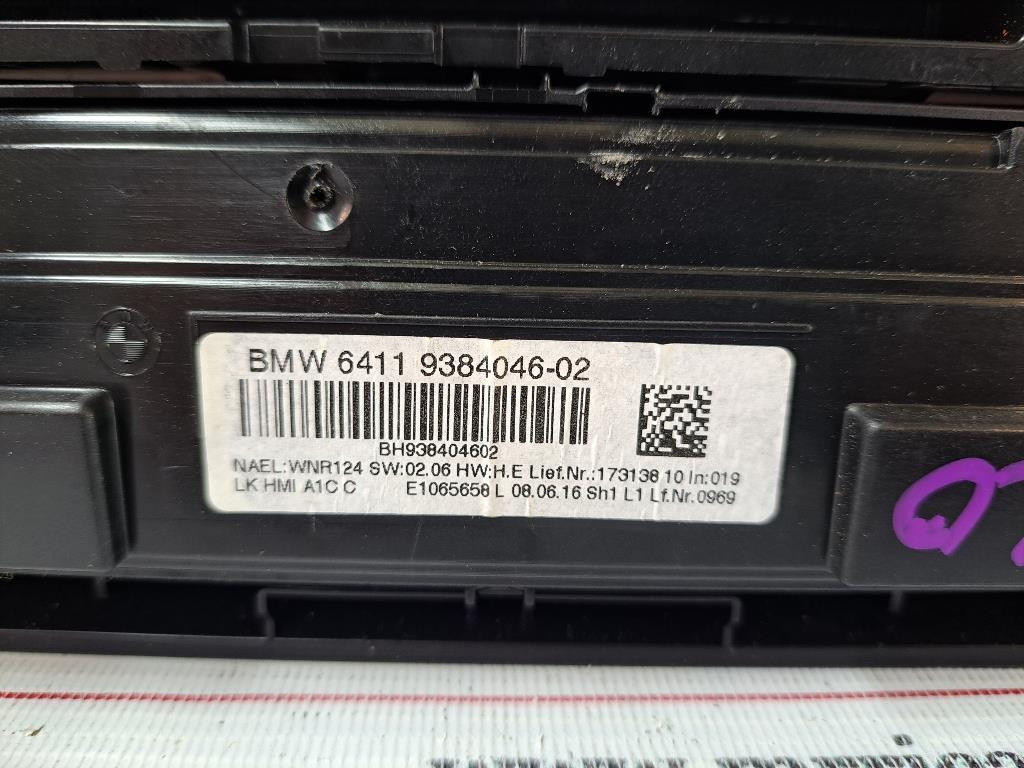 BMW 6411 9384046-02
BH938404602
NAEL:WNR124 SW:02.06 HW:H.E Lief.Nr.:173138 10 In:019
LK HMI A1C C E1065658 L 08.06.16 Sh1 L1 Lf.Nr.0969